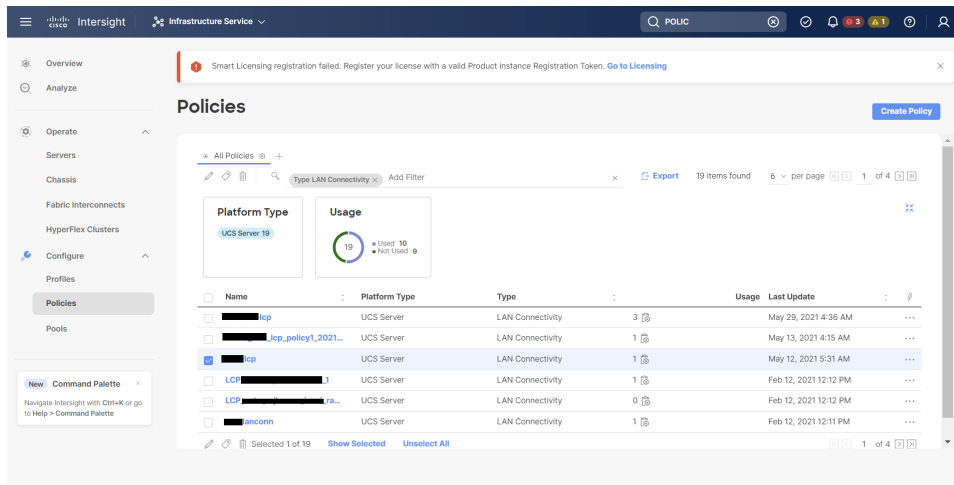 cisco Intersight
Infrastructure Service
POLIC
3
1
Overview
Analyze
Operate
Servers
Chassis
Fabric Interconnects
HyperFlex Clusters
Configure
Profiles
Policies
Pools
New Command Palette
Navigate Intersight with Ctrl+K or go
to Help > Command Palette
Smart Licensing registration failed. Register your license with a valid Product instance Registration Token. Go to Licensing
Policies
Create Policy
All Policies
Type LAN Connectivity × Add Filter
Export 19 items found 6 per page 1 of 4
Platform Type
UCS Server 19
Usage
19
Used 10
Not Used 9
Name Platform Type Type Usage Last Update
lcp UCS Server LAN Connectivity 3 May 29, 2021 4:36 AM
_lcp_policy1_2021... UCS Server LAN Connectivity 1 May 13, 2021 4:15 AM
lcp UCS Server LAN Connectivity 1 May 12, 2021 5:31 AM
LCP _1 UCS Server LAN Connectivity 1 Feb 12, 2021 12:12 PM
LCP_ _ra... UCS Server LAN Connectivity 0 Feb 12, 2021 12:12 PM
lanconn UCS Server LAN Connectivity 1 Feb 12, 2021 12:11 PM
Selected 1 of 19 Show Selected Unselect All 1 of 4